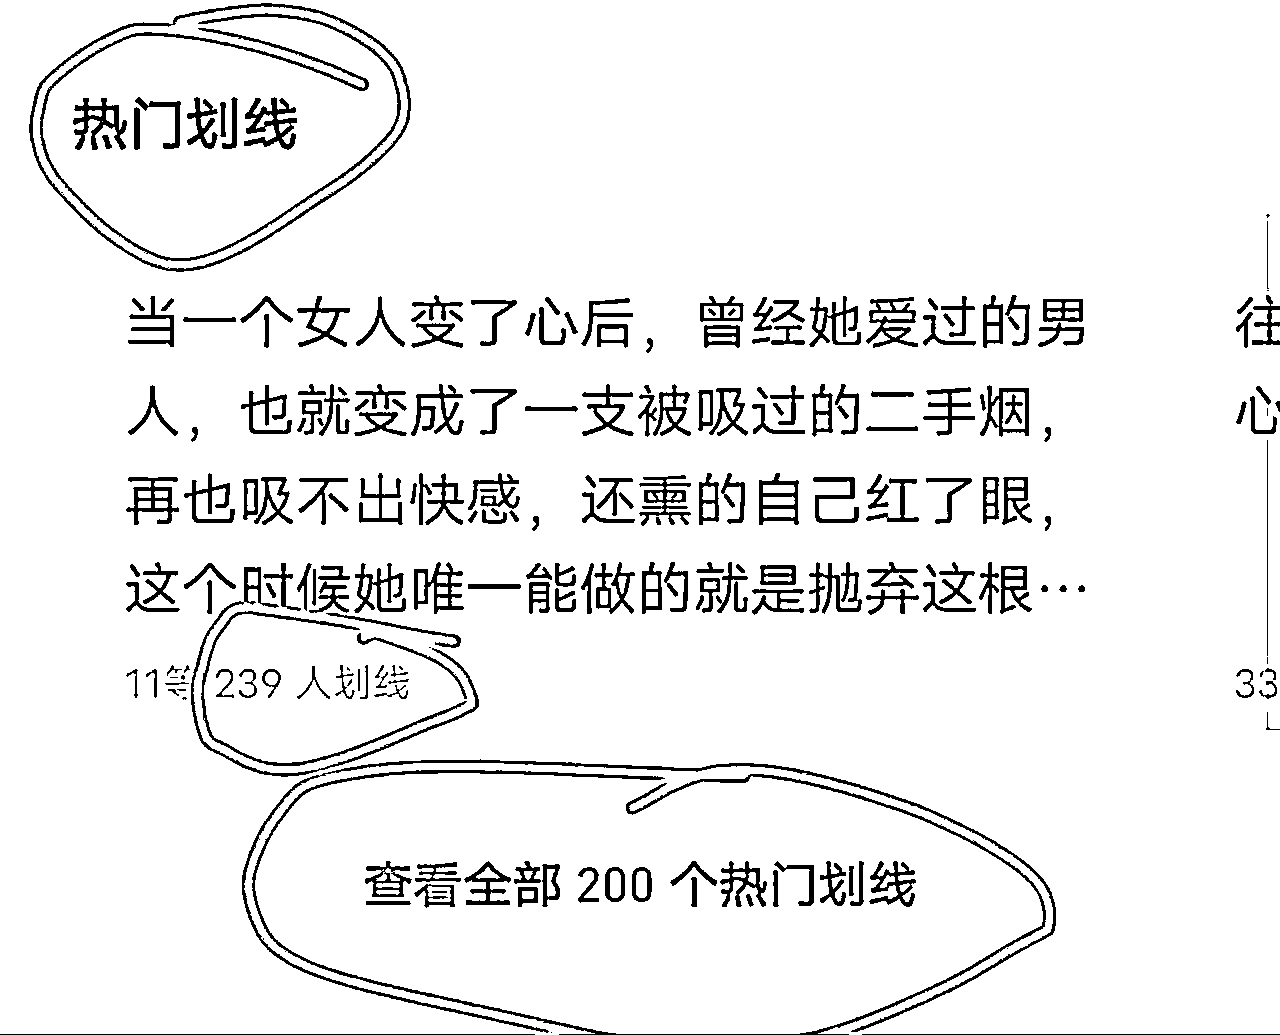 热门划线
当一个女人变了心后，曾经她爱过的男
人，也就变成了一支被吸过的二手烟，
再也吸不出快感，还熏的自己红了眼，
这个时候她唯一能做的就是抛弃这根…
11等 239 人划线
往
心
33
查看全部 200 个热门划线